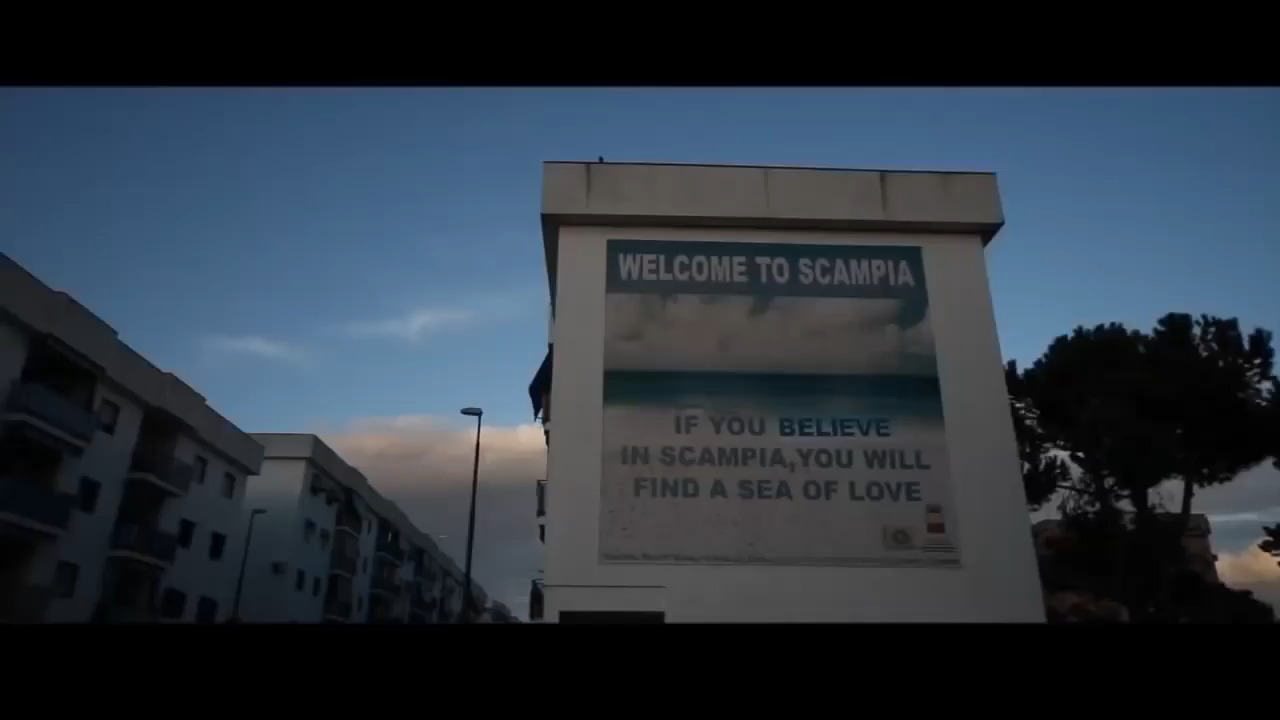 WELCOME TO SCAMPIA
IF YOU BELIEVE
IN SCAMPIA,YOU WILL
FIND A SEA OF LOVE